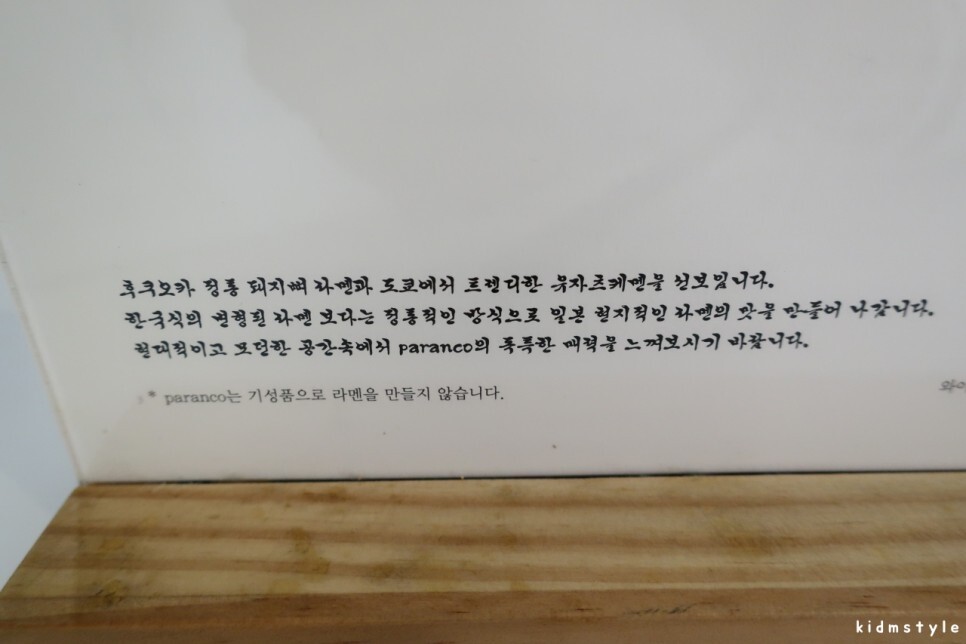 후쿠오카 정통 돼지뼈 라멘과 도쿄에서 트렌디한 유자츠케멘을 선보입니다.
한국식의 변형된 라멘 보다는 정통적인 방식으로 일본 현지적인 라멘의 맛을 만들어 나갑니다.
현대적이고 모던한 공간속에서 paranco의 독특한 매력을 느껴보시기 바랍니다.
* paranco는 기성품으로 라멘을 만들지 않습니다.
와이
kidmstyle